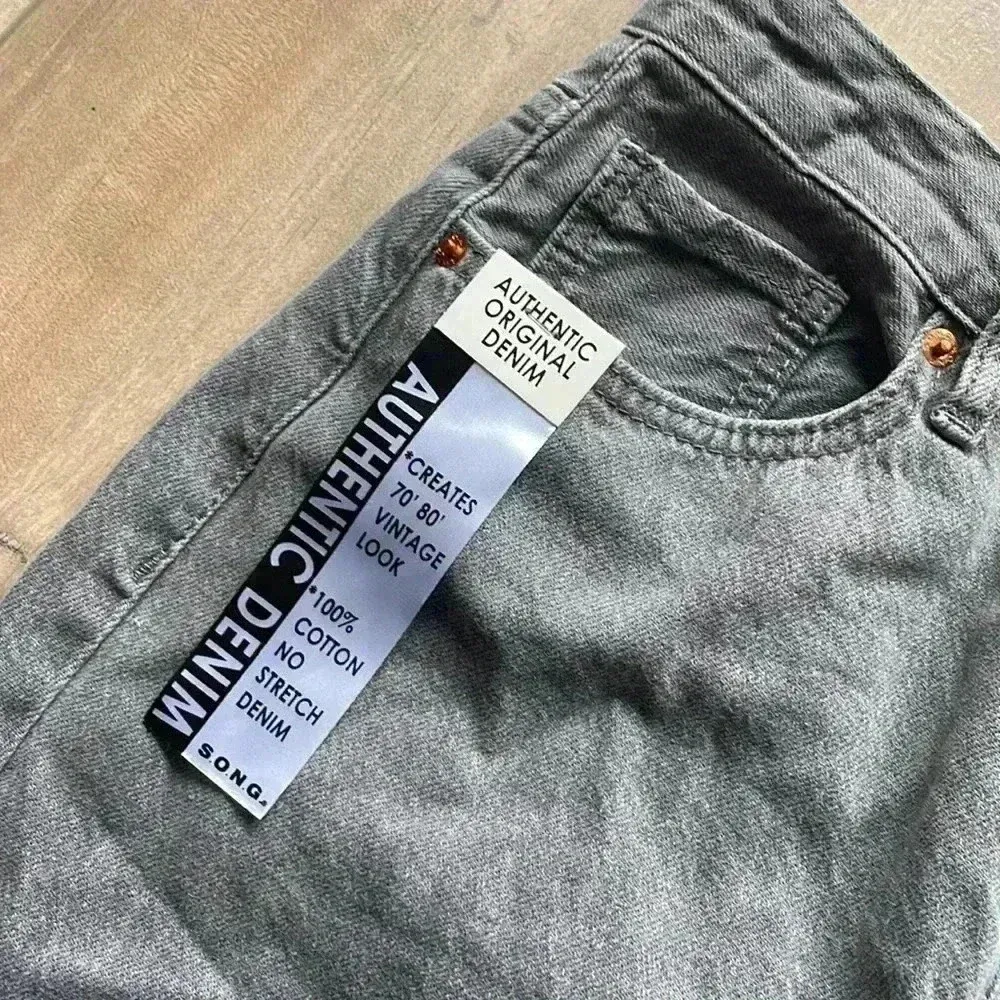 AUTHENTIC
ORIGINAL
DENIM
AUTHENTIC DENIM
*CREATES
70' 80'
VINTAGE
LOOK
*100%
COTTON
NO
STRETCH
DENIM
S.O.N.G.